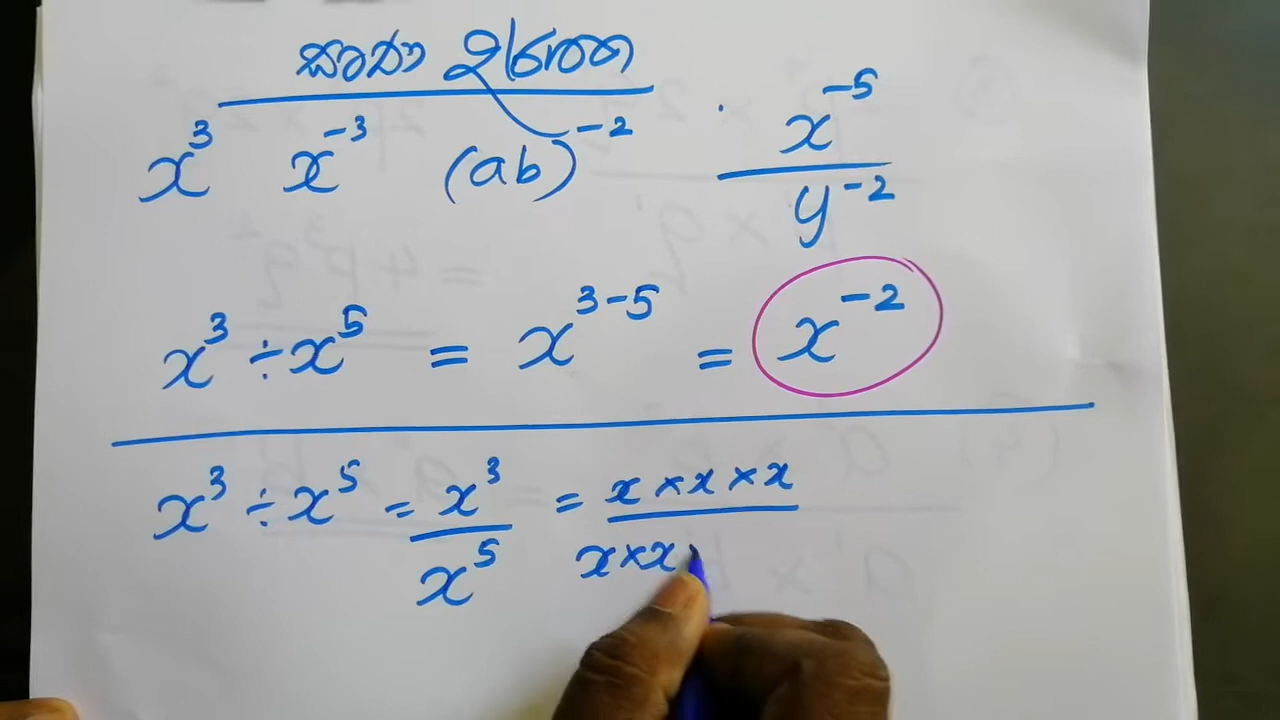 සෘණ දර්ශක
x³ x⁻³ (ab)⁻² x⁻⁵ / y⁻²
x³ ÷ x⁵ = x³⁻⁵ = x⁻²
x³ ÷ x⁵ = x³ / x⁵ = x × x × x / x × x